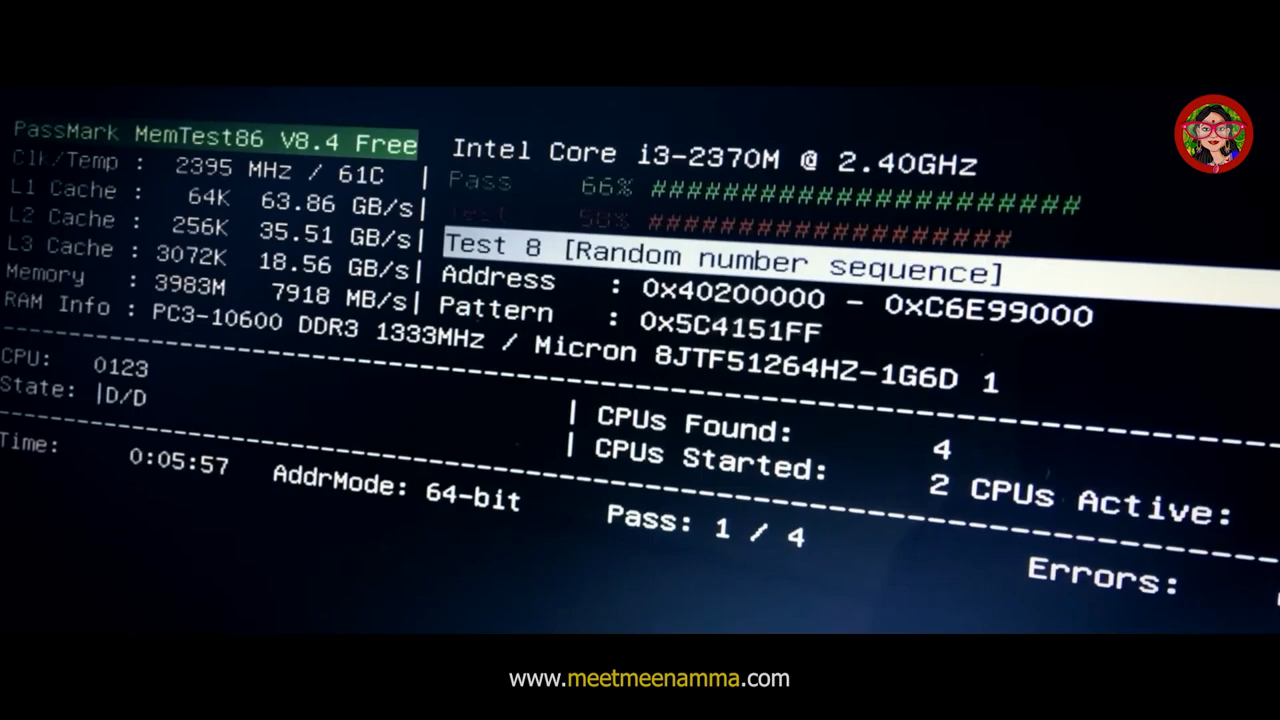 PassMark MemTest86 V8.4 Free
Intel Core i3-2370M @ 2.40GHz
Clk/Temp : 2395 MHz / 61C |
Pass 66% ######################
L1 Cache : 64K 63.86 GB/s|
Test 58% ###################
L2 Cache : 256K 35.51 GB/s|
Test 8 [Random number sequence]
L3 Cache : 3072K 18.56 GB/s|
Address : 0x40200000 - 0xC6E99000
Memory : 3983M 7918 MB/s|
Pattern : 0x5C4151FF
RAM Info : PC3-10600 DDR3 1333MHz / Micron 8JTF51264HZ-1G6D 1
CPU: 0123
| CPUs Found: 4
State: |D/D
| CPUs Started: 2 CPUs Active:
Time: 0:05:57 AddrMode: 64-bit Pass: 1 / 4 Errors:
www.meetmeenamma.com